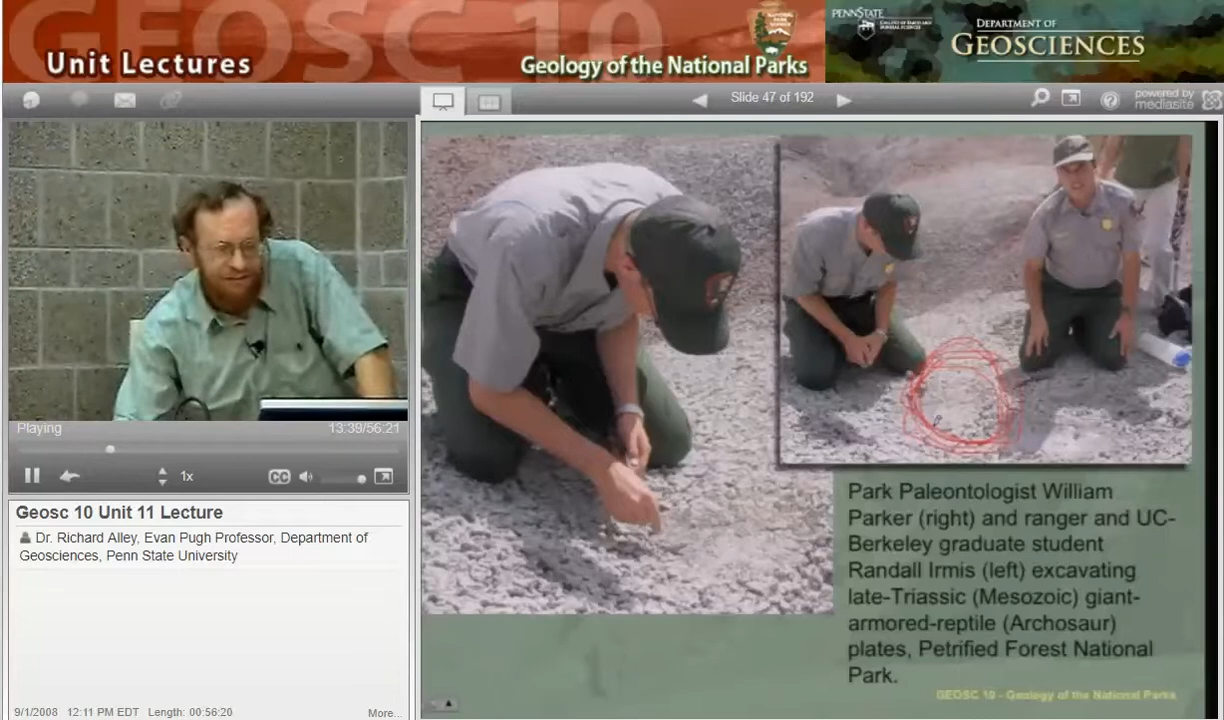 GEOSC 10
Unit Lectures
Geology of the National Parks
PENNSTATE
DEPARTMENT OF
GEOSCIENCES
Slide 47 of 192
powered by
mediasite
Playing
13:39/56:21
1x
CC
Geosc 10 Unit 11 Lecture
Dr. Richard Alley, Evan Pugh Professor, Department of
Geosciences, Penn State University
Park Paleontologist William
Parker (right) and ranger and UC-
Berkeley graduate student
Randall Irmis (left) excavating
late-Triassic (Mesozoic) giant-
armored-reptile (Archosaur)
plates, Petrified Forest National
Park.
GEOSC 10 - Geology of the National Parks
9/1/2008 12:11 PM EDT Length: 00:56:20
More...